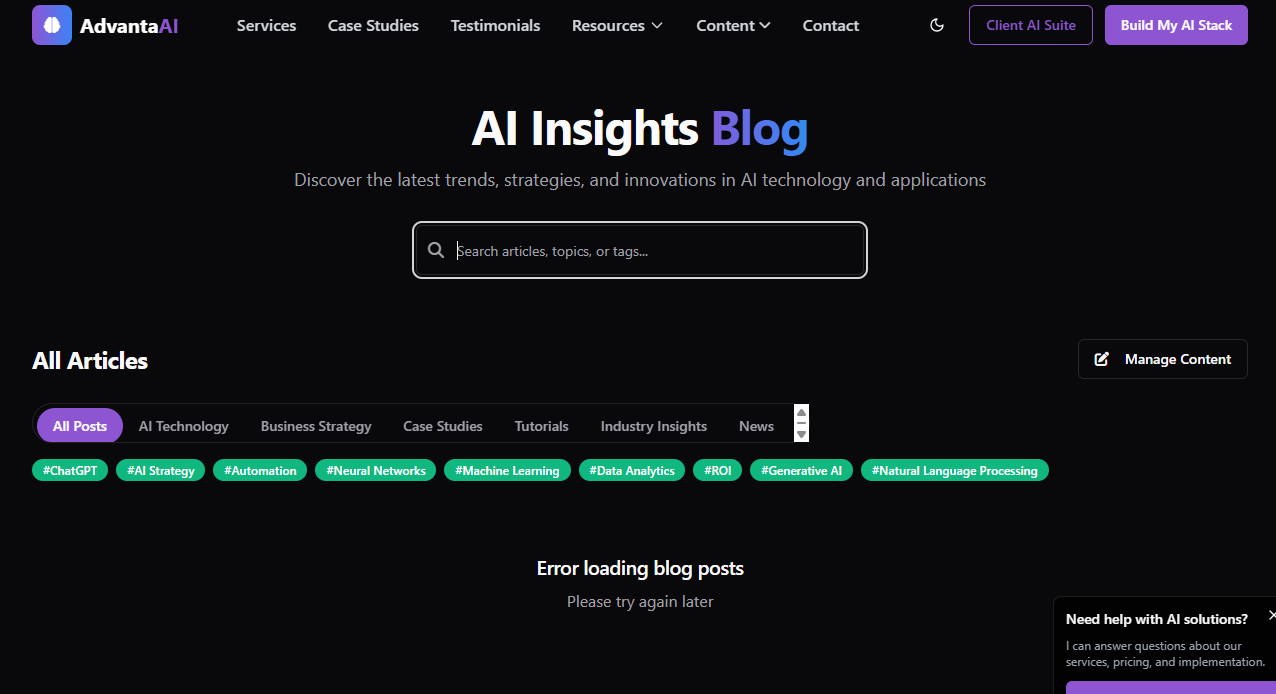 AdvantaAI Services Case Studies Testimonials Resources Content Contact Client AI Suite Build My AI Stack
AI Insights Blog
Discover the latest trends, strategies, and innovations in AI technology and applications
Search articles, topics, or tags...
All Articles
Manage Content
All Posts AI Technology Business Strategy Case Studies Tutorials Industry Insights News
#ChatGPT #AI Strategy #Automation #Neural Networks #Machine Learning #Data Analytics #ROI #Generative AI #Natural Language Processing
Error loading blog posts
Please try again later
Need help with AI solutions?
I can answer questions about our
services, pricing, and implementation.